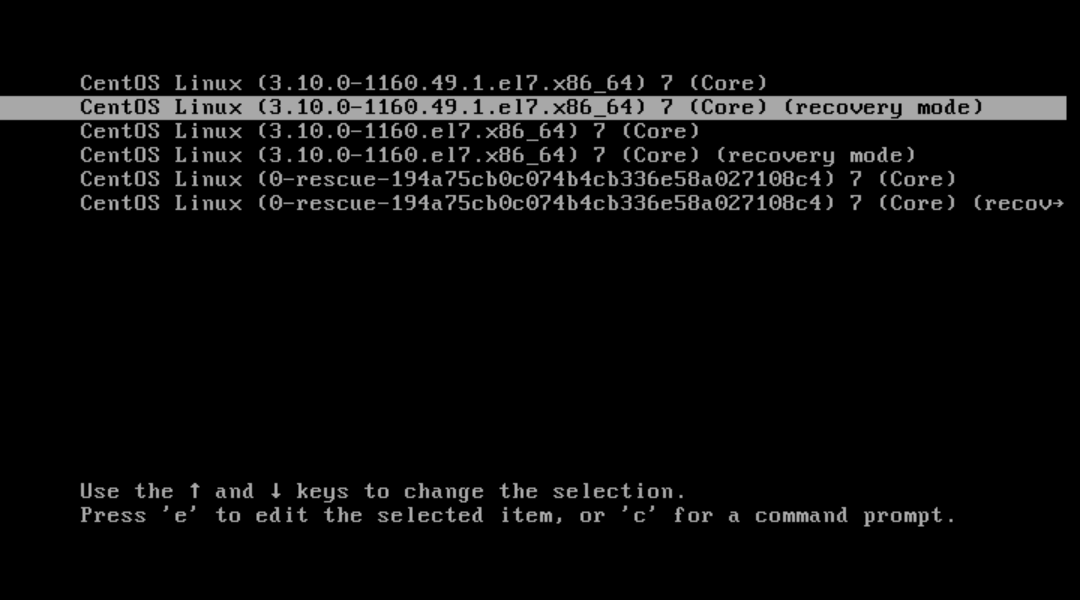 CentOS Linux (3.10.0-1160.49.1.el7.x86_64) 7 (Core)
CentOS Linux (3.10.0-1160.49.1.el7.x86_64) 7 (Core) (recovery mode)
CentOS Linux (3.10.0-1160.el7.x86_64) 7 (Core)
CentOS Linux (3.10.0-1160.el7.x86_64) 7 (Core) (recovery mode)
CentOS Linux (0-rescue-194a75cb0c074b4cb336e58a027108c4) 7 (Core)
CentOS Linux (0-rescue-194a75cb0c074b4cb336e58a027108c4) 7 (Core) (recov→
Use the ↑ and ↓ keys to change the selection.
Press 'e' to edit the selected item, or 'c' for a command prompt.